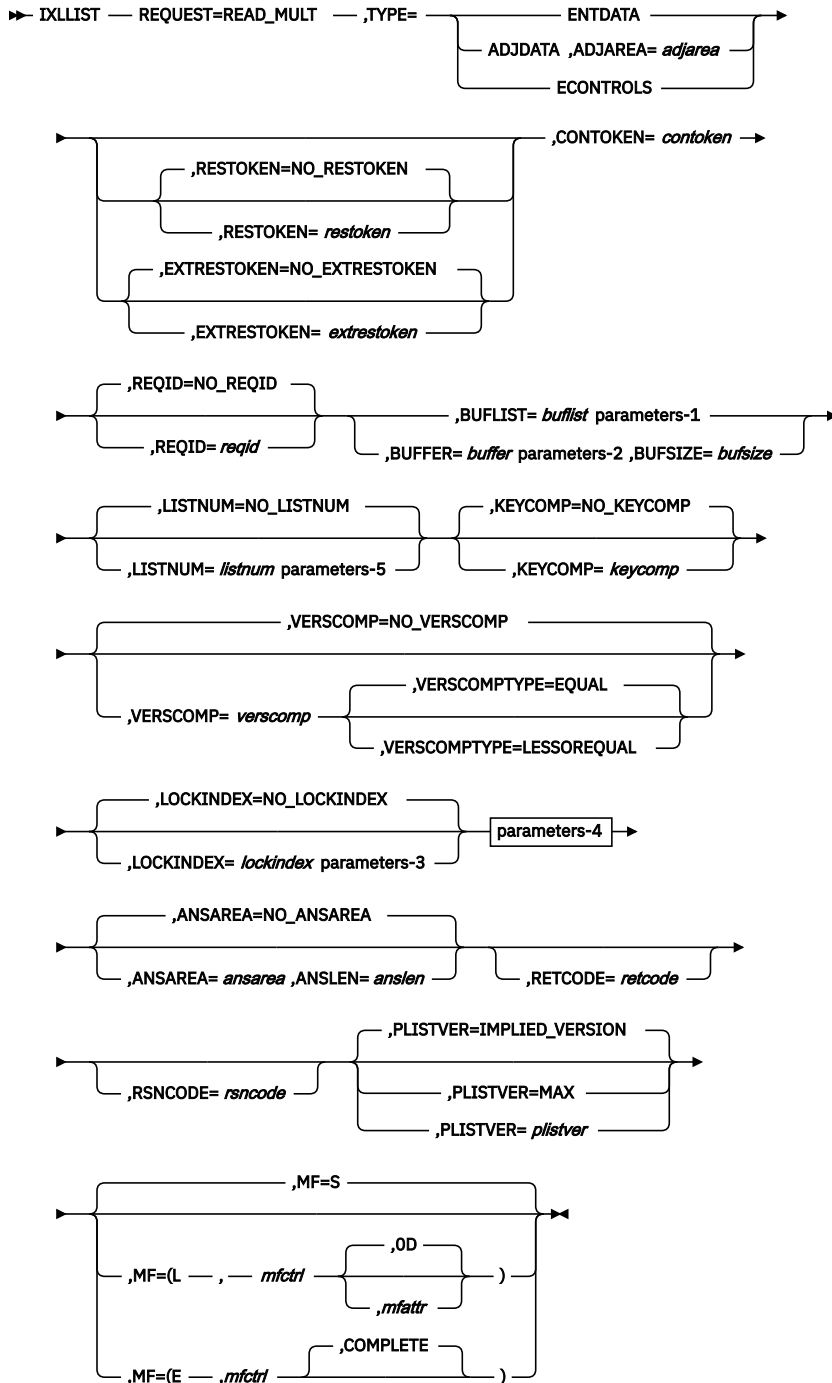 IXLLIST REQUEST=READ_MULT ,TYPE= ENTDATA
ADJDATA ,ADJAREA= adjarea
ECONTROLS
,CONTOKEN= contoken
,RESTOKEN=NO_RESTOKEN
,RESTOKEN= restoken
,EXTRESTOKEN=NO_EXTRESTOKEN
,EXTRESTOKEN= extrestoken
,REQID=NO_REQID
,REQID= reqid
,BUFLIST= buflist parameters-1
,BUFFER= buffer parameters-2 ,BUFSIZE= bufsize
,LISTNUM=NO_LISTNUM
,LISTNUM= listnum parameters-5
,KEYCOMP=NO_KEYCOMP
,KEYCOMP= keycomp
,VERSCOMP=NO_VERSCOMP
,VERSCOMP= verscomp
,VERSCOMPTYPE=EQUAL
,VERSCOMPTYPE=LESSOREQUAL
,LOCKINDEX=NO_LOCKINDEX
,LOCKINDEX= lockindex parameters-3
parameters-4
,ANSAREA=NO_ANSAREA
,ANSAREA= ansarea ,ANSLEN= anslen
,RETCODE= retcode
,RSNCODE= rsncode
,PLISTVER=IMPLIED_VERSION
,PLISTVER=MAX
,PLISTVER= plistver
,MF=S
,MF=(L , mfctrl
,0D
,mfattr
)
,MF=(E ,mfctrl
,COMPLETE
)